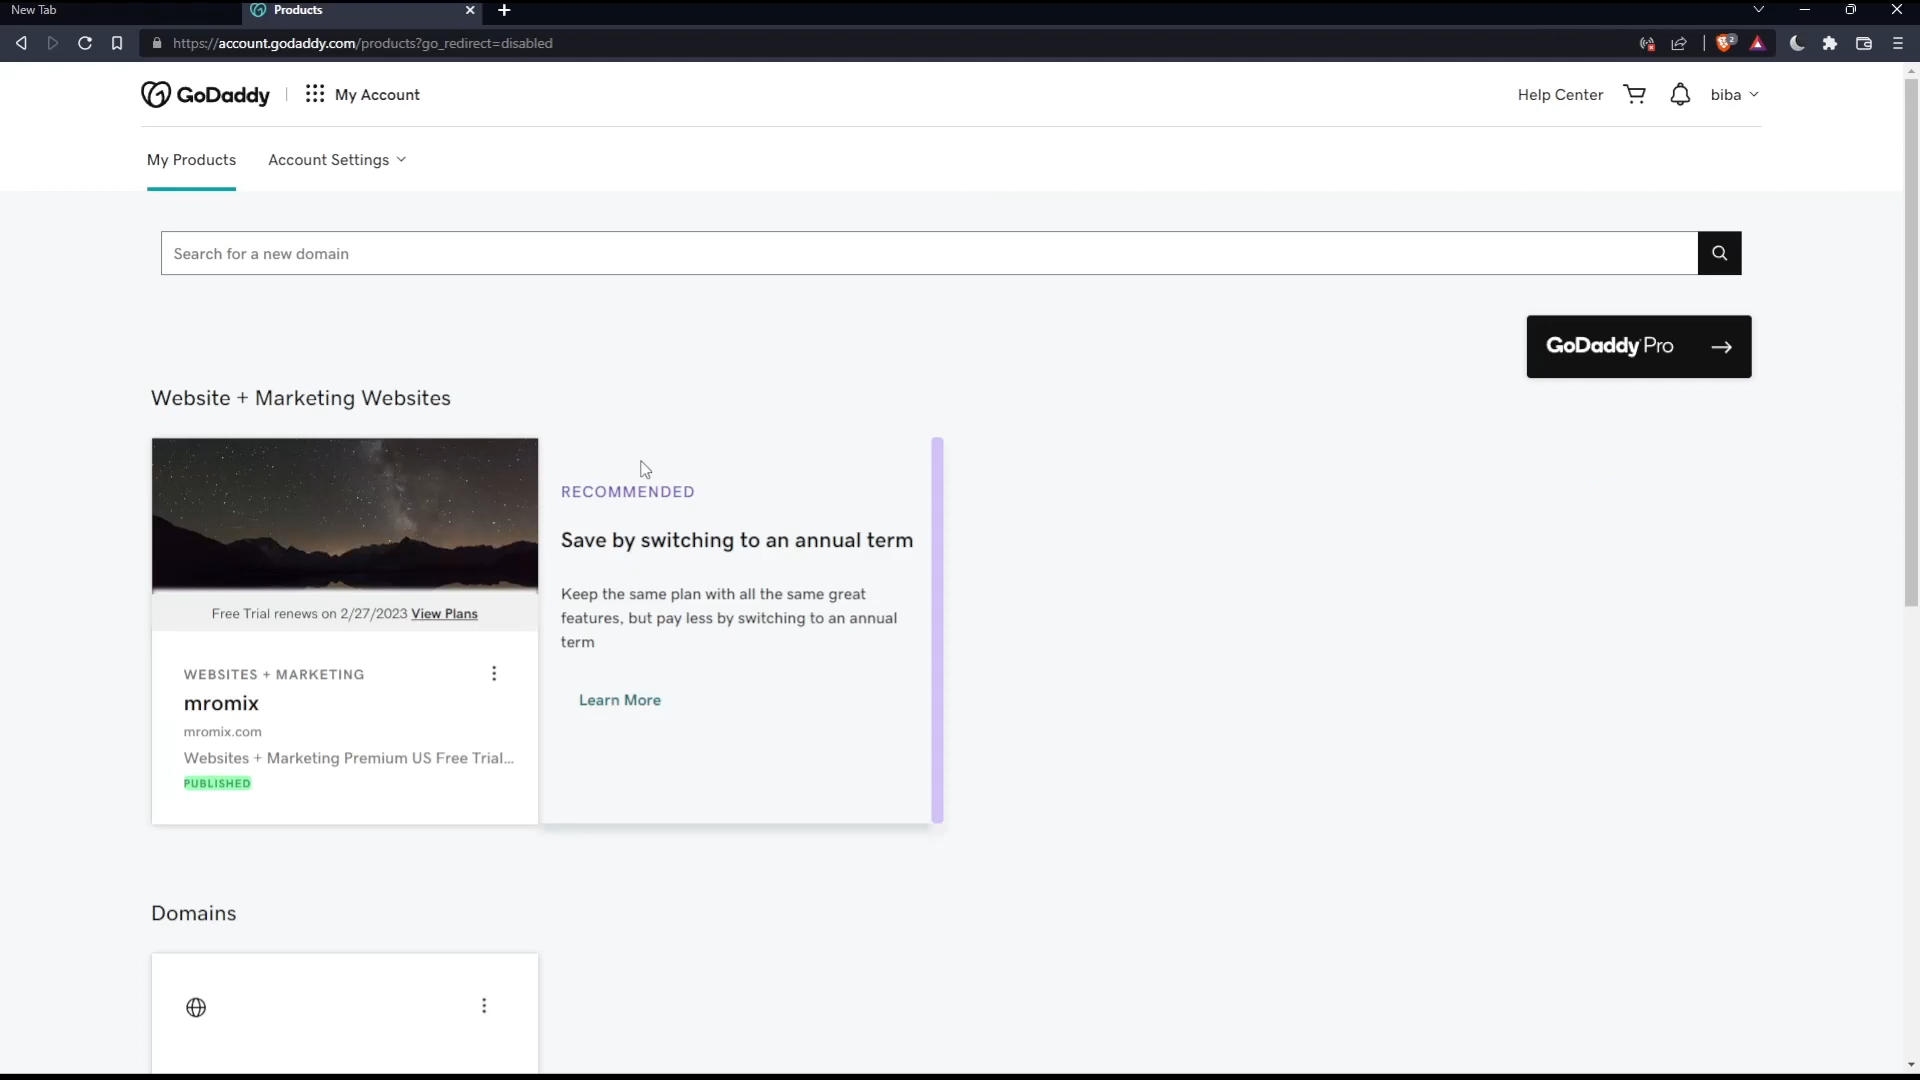 New Tab
Products
https://account.godaddy.com/products?go_redirect=disabled
2
GoDaddy
My Account
Help Center
biba
My Products
Account Settings
Search for a new domain
GoDaddy Pro
Website + Marketing Websites
RECOMMENDED
Save by switching to an annual term
Keep the same plan with all the same great
features, but pay less by switching to an annual
term
Learn More
Free Trial renews on 2/27/2023 View Plans
WEBSITES + MARKETING
mromix
mromix.com
Websites + Marketing Premium US Free Trial...
PUBLISHED
Domains